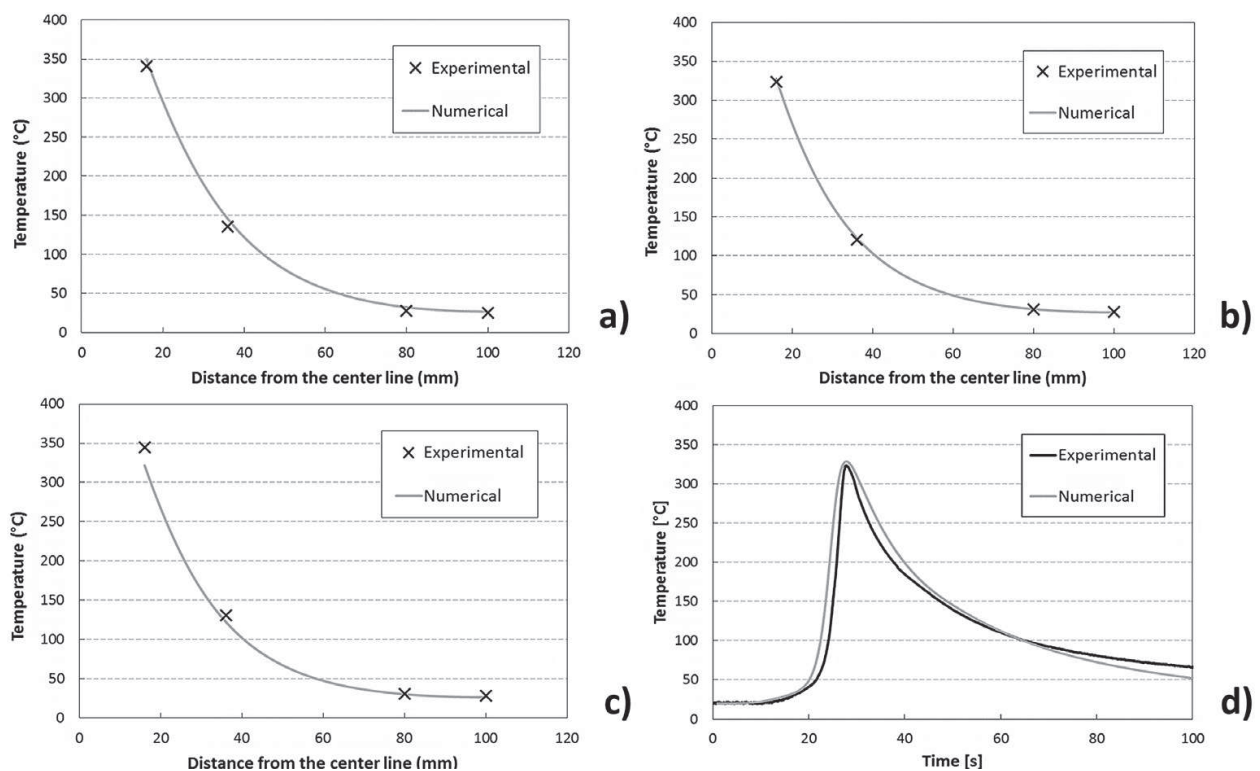 400
350
300
250
200
150
100
50
0
Temperature (°C)
Experimental
Numerical
0 20 40 60 80 100 120
Distance from the center line (mm)
a)
400
350
300
250
200
150
100
50
0
Temperature (°C)
Experimental
Numerical
0 20 40 60 80 100 120
Distance from the center line (mm)
b)
400
350
300
250
200
150
100
50
0
Temperature (°C)
Experimental
Numerical
0 20 40 60 80 100 120
Distance from the center line (mm)
c)
400
350
300
250
200
150
100
50
0
Temperature [°C]
Experimental
Numerical
0 20 40 60 80 100
Time [s]
d)